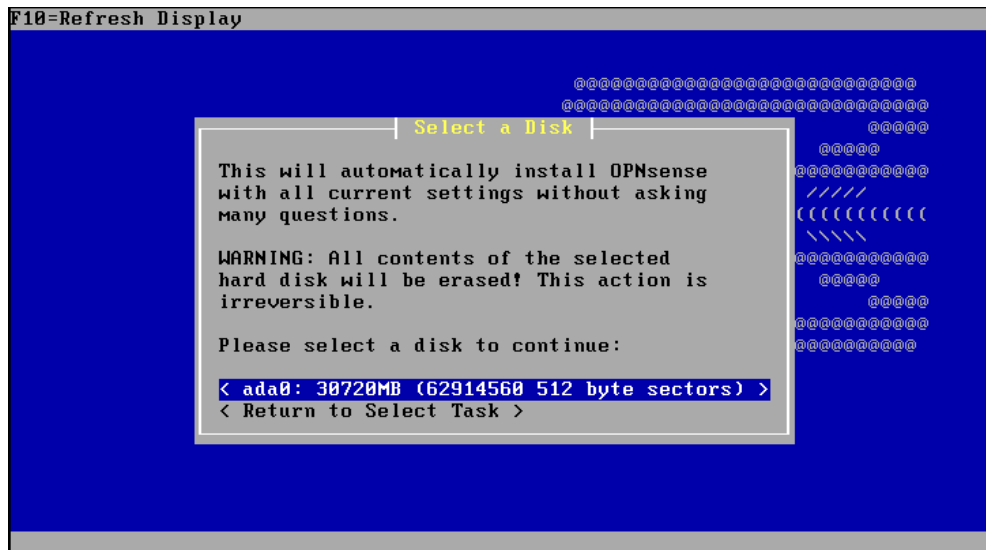 F10=Refresh Display
@@@@@@@@@@@@@@@@@@@@@@@@@@@@
@@@@@@@@@@@@@@@@@@@@@@@@@@@@@@
Select a Disk
@@@@@
@@@@@
This will automatically install OPNsense
@@@@@@@@@@@
with all current settings without asking
/////
many questions.
(((((((((((
\\\\\
WARNING: All contents of the selected
@@@@@@@@@@@
hard disk will be erased! This action is
@@@@@
irreversible.
@@@@@
@@@@@@@@@@@
Please select a disk to continue:
@@@@@@@@@@
< ada0: 30720MB (62914560 512 byte sectors) >
< Return to Select Task >